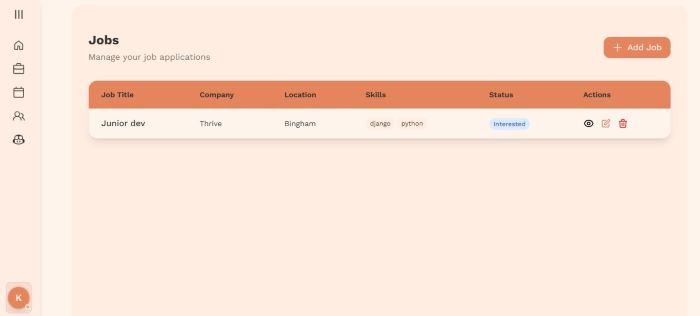 Jobs
Manage your job applications
Add Job
Job Title Company Location Skills Status Actions
Junior dev Thrive Bingham django python Interested
K